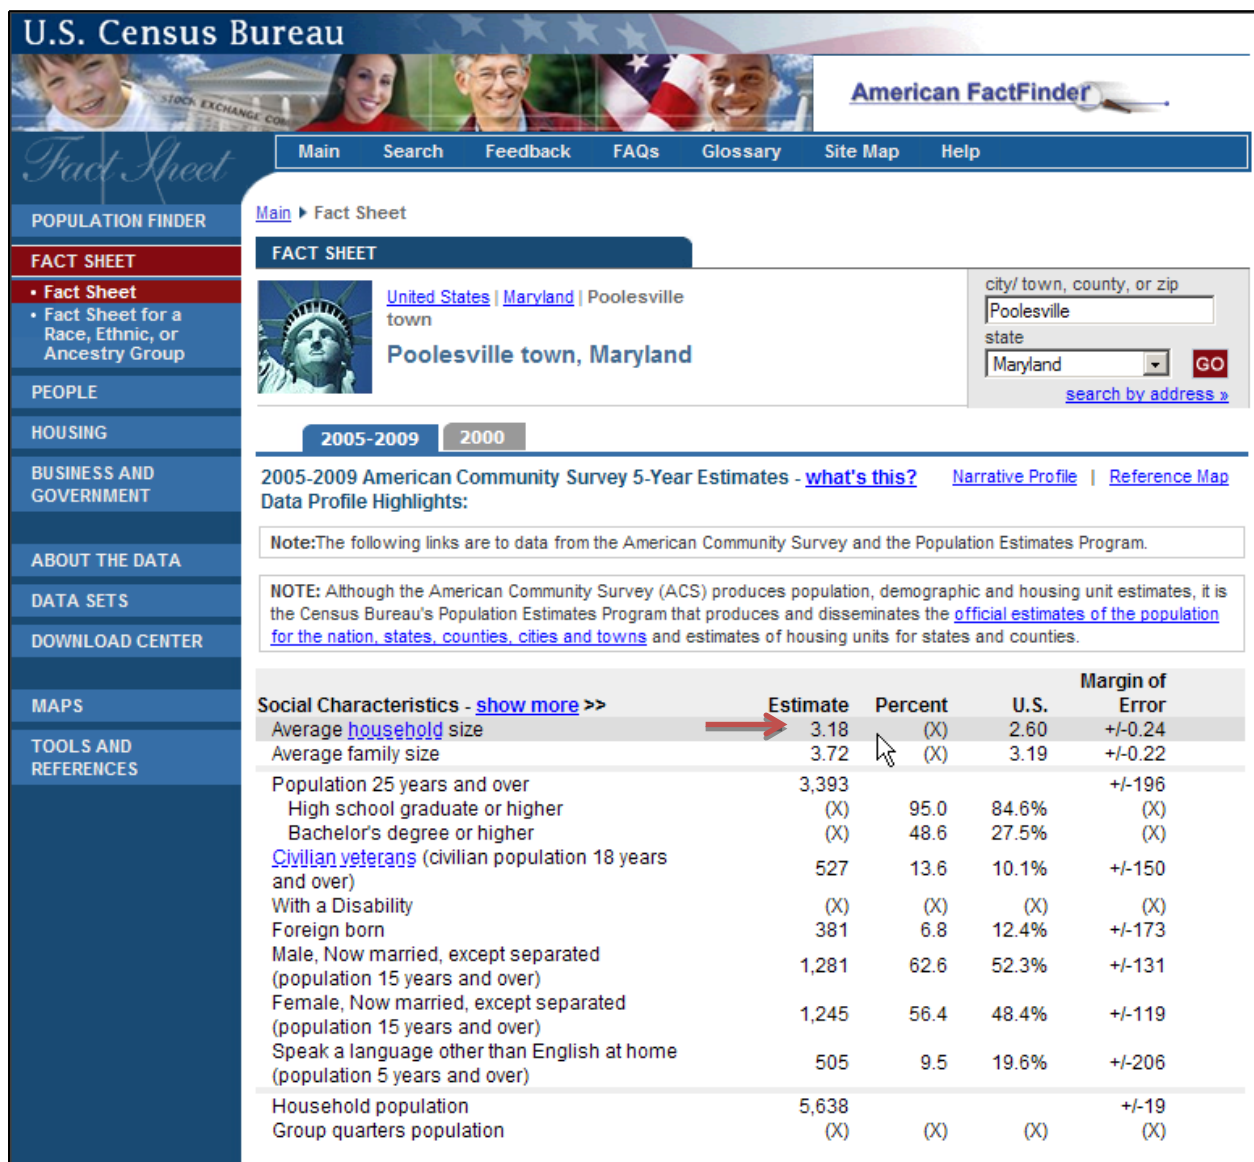 U.S. Census Bureau
STOCK EXCHANGE
American FactFinder
Fact Sheet
Main Search Feedback FAQs Glossary Site Map Help
POPULATION FINDER
FACT SHEET
• Fact Sheet
• Fact Sheet for a
Race, Ethnic, or
Ancestry Group
PEOPLE
HOUSING
BUSINESS AND
GOVERNMENT
ABOUT THE DATA
DATA SETS
DOWNLOAD CENTER
MAPS
TOOLS AND
REFERENCES
Main ▶ Fact Sheet
FACT SHEET
United States | Maryland | Poolesville
town
Poolesville town, Maryland
city/ town, county, or zip
Poolesville
state
Maryland GO
search by address »
2005-2009 2000
2005-2009 American Community Survey 5-Year Estimates - what's this? Narrative Profile | Reference Map
Data Profile Highlights:
Note:The following links are to data from the American Community Survey and the Population Estimates Program.
NOTE: Although the American Community Survey (ACS) produces population, demographic and housing unit estimates, it is
the Census Bureau's Population Estimates Program that produces and disseminates the official estimates of the population
for the nation, states, counties, cities and towns and estimates of housing units for states and counties.
Margin of
Social Characteristics - show more >> Estimate Percent U.S. Error
Average household size 3.18 (X) 2.60 +/-0.24
Average family size 3.72 (X) 3.19 +/-0.22
Population 25 years and over 3,393 +/-196
High school graduate or higher (X) 95.0 84.6% (X)
Bachelor's degree or higher (X) 48.6 27.5% (X)
Civilian veterans (civilian population 18 years
and over) 527 13.6 10.1% +/-150
With a Disability (X) (X) (X) (X)
Foreign born 381 6.8 12.4% +/-173
Male, Now married, except separated
(population 15 years and over) 1,281 62.6 52.3% +/-131
Female, Now married, except separated
(population 15 years and over) 1,245 56.4 48.4% +/-119
Speak a language other than English at home
(population 5 years and over) 505 9.5 19.6% +/-206
Household population 5,638 +/-19
Group quarters population (X) (X) (X) (X)